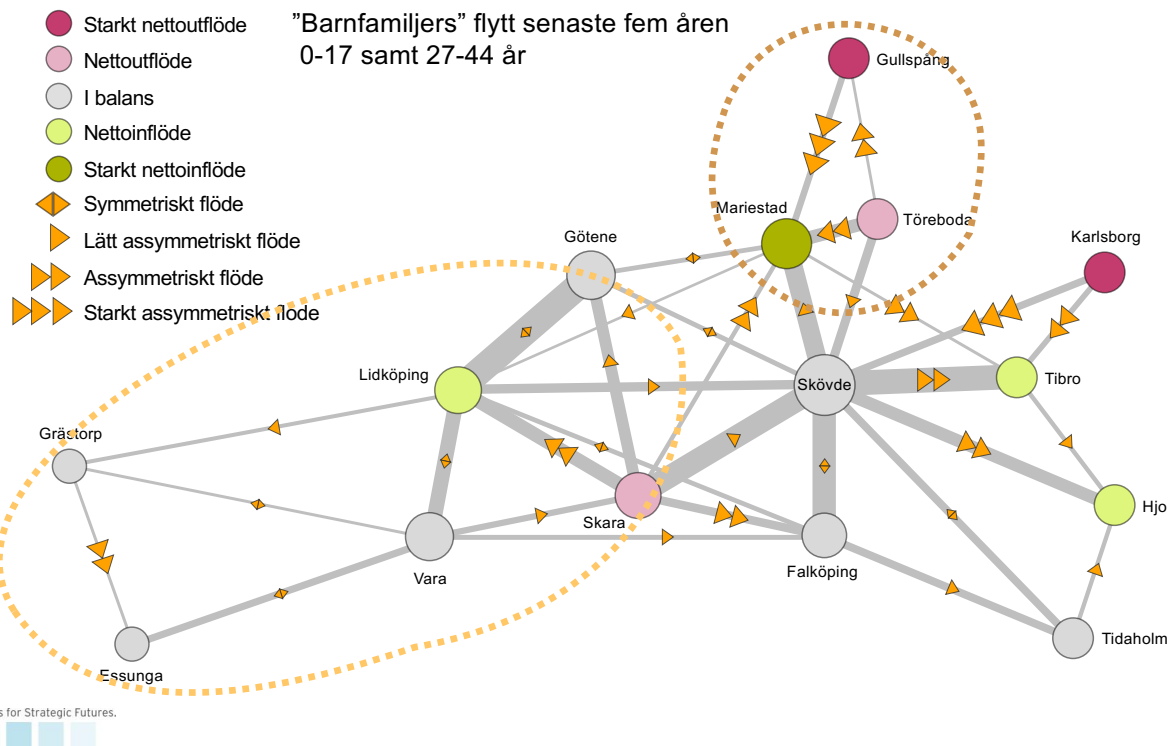 Starkt nettoutflöde
Nettoutflöde
I balans
Nettoinflöde
Starkt nettoinflöde
Symmetriskt flöde
Lätt assymmetriskt flöde
Assymmetriskt flöde
Starkt assymmetriskt flöde
”Barnfamiljers” flytt senaste fem åren
0-17 samt 27-44 år
Gullspång
Mariestad
Töreboda
Götene
Karlsborg
Lidköping
Skövde
Tibro
Grästorp
Skara
Hjo
Vara
Falköping
Tidaholm
Essunga
s for Strategic Futures.